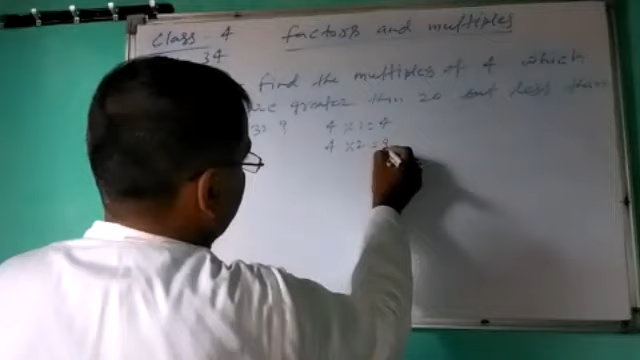 Class - 4 factors and multiples
34
find the multiples of 4 which
are greater than 20 but less than
32 ? 4 × 1 = 4
4 × 2 = 8